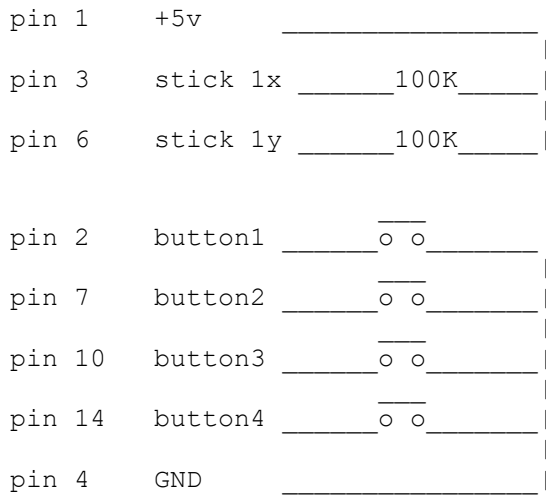 pin 1 +5v
pin 3 stick 1x 100K
pin 6 stick 1y 100K
pin 2 button1
pin 7 button2
pin 10 button3
pin 14 button4
pin 4 GND